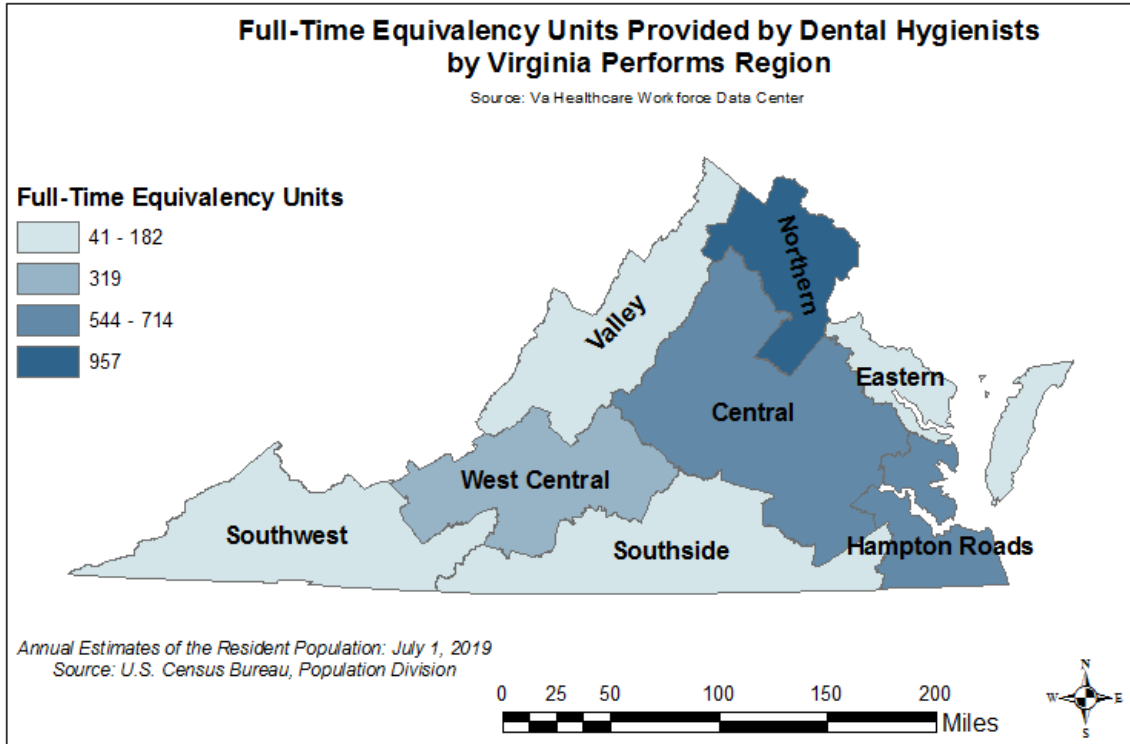 Full-Time Equivalency Units Provided by Dental Hygienists
by Virginia Performs Region
Source: Va Healthcare Workforce Data Center
Full-Time Equivalency Units
41 - 182
319
544 - 714
957
Northern
Valley
Eastern
Central
West Central
Southwest
Southside
Hampton Roads
Annual Estimates of the Resident Population: July 1, 2019
Source: U.S. Census Bureau, Population Division
0 25 50 100 150 200
Miles
N
W E
S